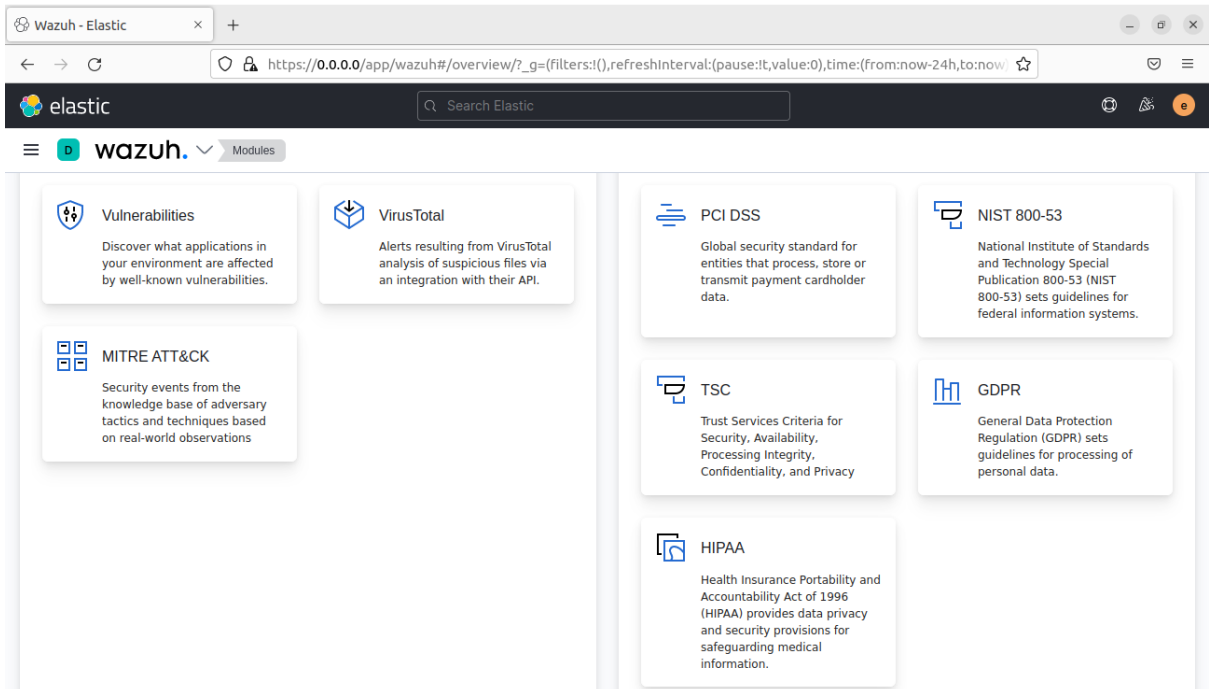 Wazuh - Elastic
https://0.0.0.0/app/wazuh#/overview/?_g=(filters:!(),refreshInterval:(pause:!t,value:0),time:(from:now-24h,to:now
elastic
Search Elastic
e
D
wazuh.
Modules
Vulnerabilities
Discover what applications in
your environment are affected
by well-known vulnerabilities.
VirusTotal
Alerts resulting from VirusTotal
analysis of suspicious files via
an integration with their API.
MITRE ATT&CK
Security events from the
knowledge base of adversary
tactics and techniques based
on real-world observations
PCI DSS
Global security standard for
entities that process, store or
transmit payment cardholder
data.
NIST 800-53
National Institute of Standards
and Technology Special
Publication 800-53 (NIST
800-53) sets guidelines for
federal information systems.
TSC
Trust Services Criteria for
Security, Availability,
Processing Integrity,
Confidentiality, and Privacy
GDPR
General Data Protection
Regulation (GDPR) sets
guidelines for processing of
personal data.
HIPAA
Health Insurance Portability and
Accountability Act of 1996
(HIPAA) provides data privacy
and security provisions for
safeguarding medical
information.